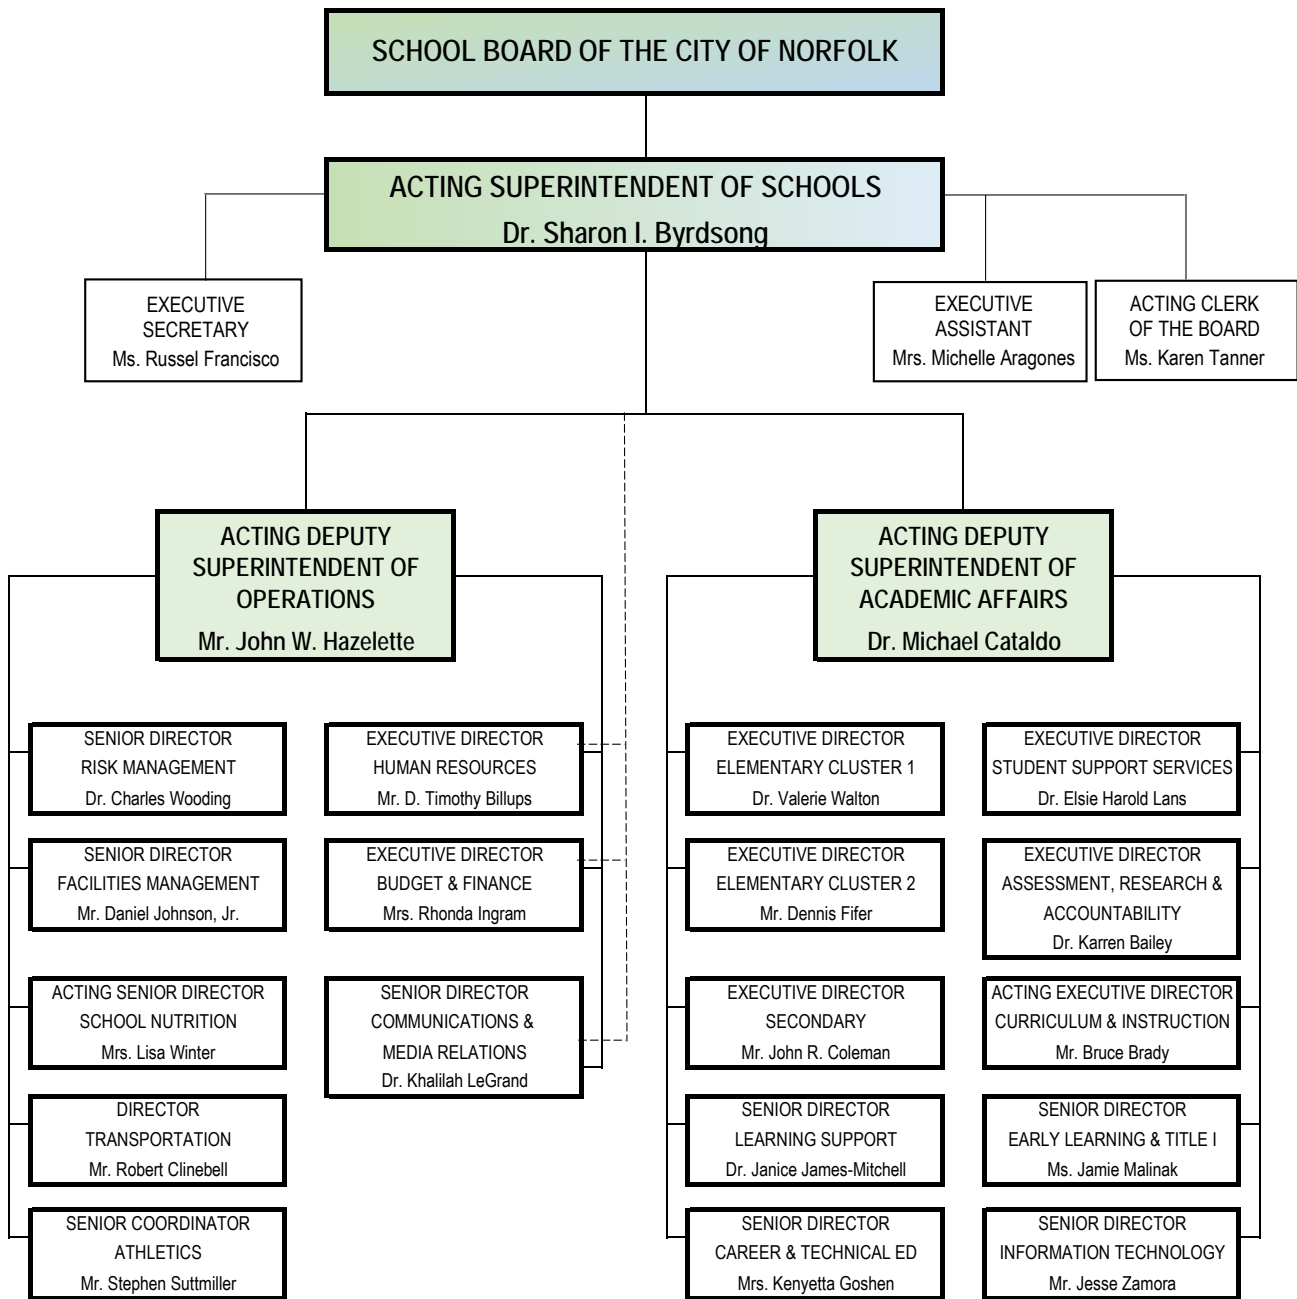 SCHOOL BOARD OF THE CITY OF NORFOLK
ACTING SUPERINTENDENT OF SCHOOLS
Dr. Sharon I. Byrdsong
EXECUTIVE
SECRETARY
Ms. Russel Francisco
EXECUTIVE
ASSISTANT
Mrs. Michelle Aragones
ACTING CLERK
OF THE BOARD
Ms. Karen Tanner
ACTING DEPUTY
SUPERINTENDENT OF
OPERATIONS
Mr. John W. Hazelette
ACTING DEPUTY
SUPERINTENDENT OF
ACADEMIC AFFAIRS
Dr. Michael Cataldo
SENIOR DIRECTOR
RISK MANAGEMENT
Dr. Charles Wooding
EXECUTIVE DIRECTOR
HUMAN RESOURCES
Mr. D. Timothy Billups
EXECUTIVE DIRECTOR
ELEMENTARY CLUSTER 1
Dr. Valerie Walton
EXECUTIVE DIRECTOR
STUDENT SUPPORT SERVICES
Dr. Elsie Harold Lans
SENIOR DIRECTOR
FACILITIES MANAGEMENT
Mr. Daniel Johnson, Jr.
EXECUTIVE DIRECTOR
BUDGET & FINANCE
Mrs. Rhonda Ingram
EXECUTIVE DIRECTOR
ELEMENTARY CLUSTER 2
Mr. Dennis Fifer
EXECUTIVE DIRECTOR
ASSESSMENT, RESEARCH &
ACCOUNTABILITY
Dr. Karren Bailey
ACTING SENIOR DIRECTOR
SCHOOL NUTRITION
Mrs. Lisa Winter
SENIOR DIRECTOR
COMMUNICATIONS &
MEDIA RELATIONS
Dr. Khalilah LeGrand
EXECUTIVE DIRECTOR
SECONDARY
Mr. John R. Coleman
ACTING EXECUTIVE DIRECTOR
CURRICULUM & INSTRUCTION
Mr. Bruce Brady
DIRECTOR
TRANSPORTATION
Mr. Robert Clinebell
SENIOR DIRECTOR
LEARNING SUPPORT
Dr. Janice James-Mitchell
SENIOR DIRECTOR
EARLY LEARNING & TITLE I
Ms. Jamie Malinak
SENIOR COORDINATOR
ATHLETICS
Mr. Stephen Suttmiller
SENIOR DIRECTOR
CAREER & TECHNICAL ED
Mrs. Kenyetta Goshen
SENIOR DIRECTOR
INFORMATION TECHNOLOGY
Mr. Jesse Zamora